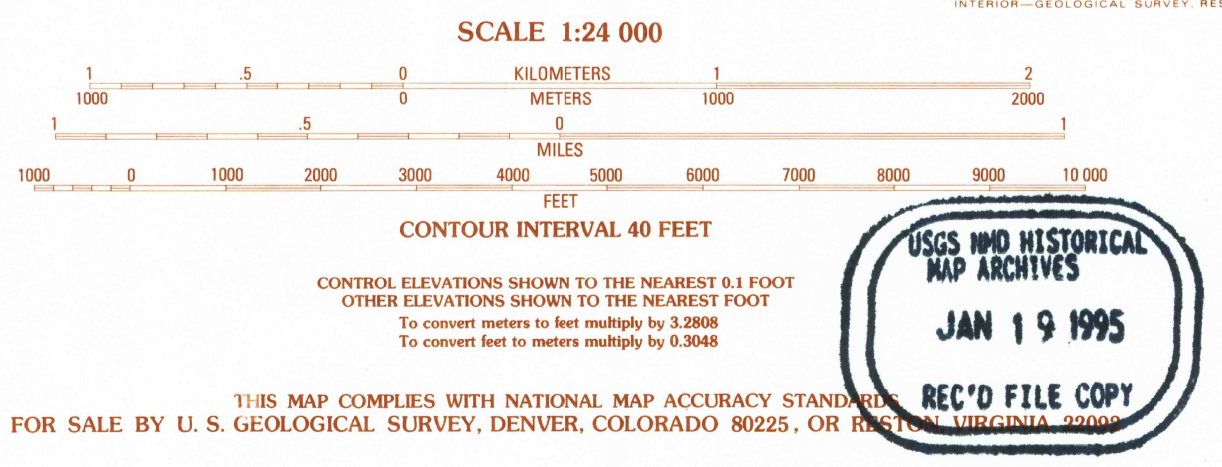 INTERIOR—GEOLOGICAL SURVEY, RES
SCALE 1:24 000
1 .5 0 KILOMETERS 1 2
1000 0 METERS 1000 2000
1 .5 0 1
MILES
1000 0 1000 2000 3000 4000 5000 6000 7000 8000 9000 10 000
FEET
CONTOUR INTERVAL 40 FEET
CONTROL ELEVATIONS SHOWN TO THE NEAREST 0.1 FOOT
OTHER ELEVATIONS SHOWN TO THE NEAREST FOOT
To convert meters to feet multiply by 3.2808
To convert feet to meters multiply by 0.3048
USGS NMD HISTORICAL
MAP ARCHIVES
JAN 19 1995
REC'D FILE COPY
THIS MAP COMPLIES WITH NATIONAL MAP ACCURACY STANDARDS
FOR SALE BY U. S. GEOLOGICAL SURVEY, DENVER, COLORADO 80225, OR RESTON, VIRGINIA 22092